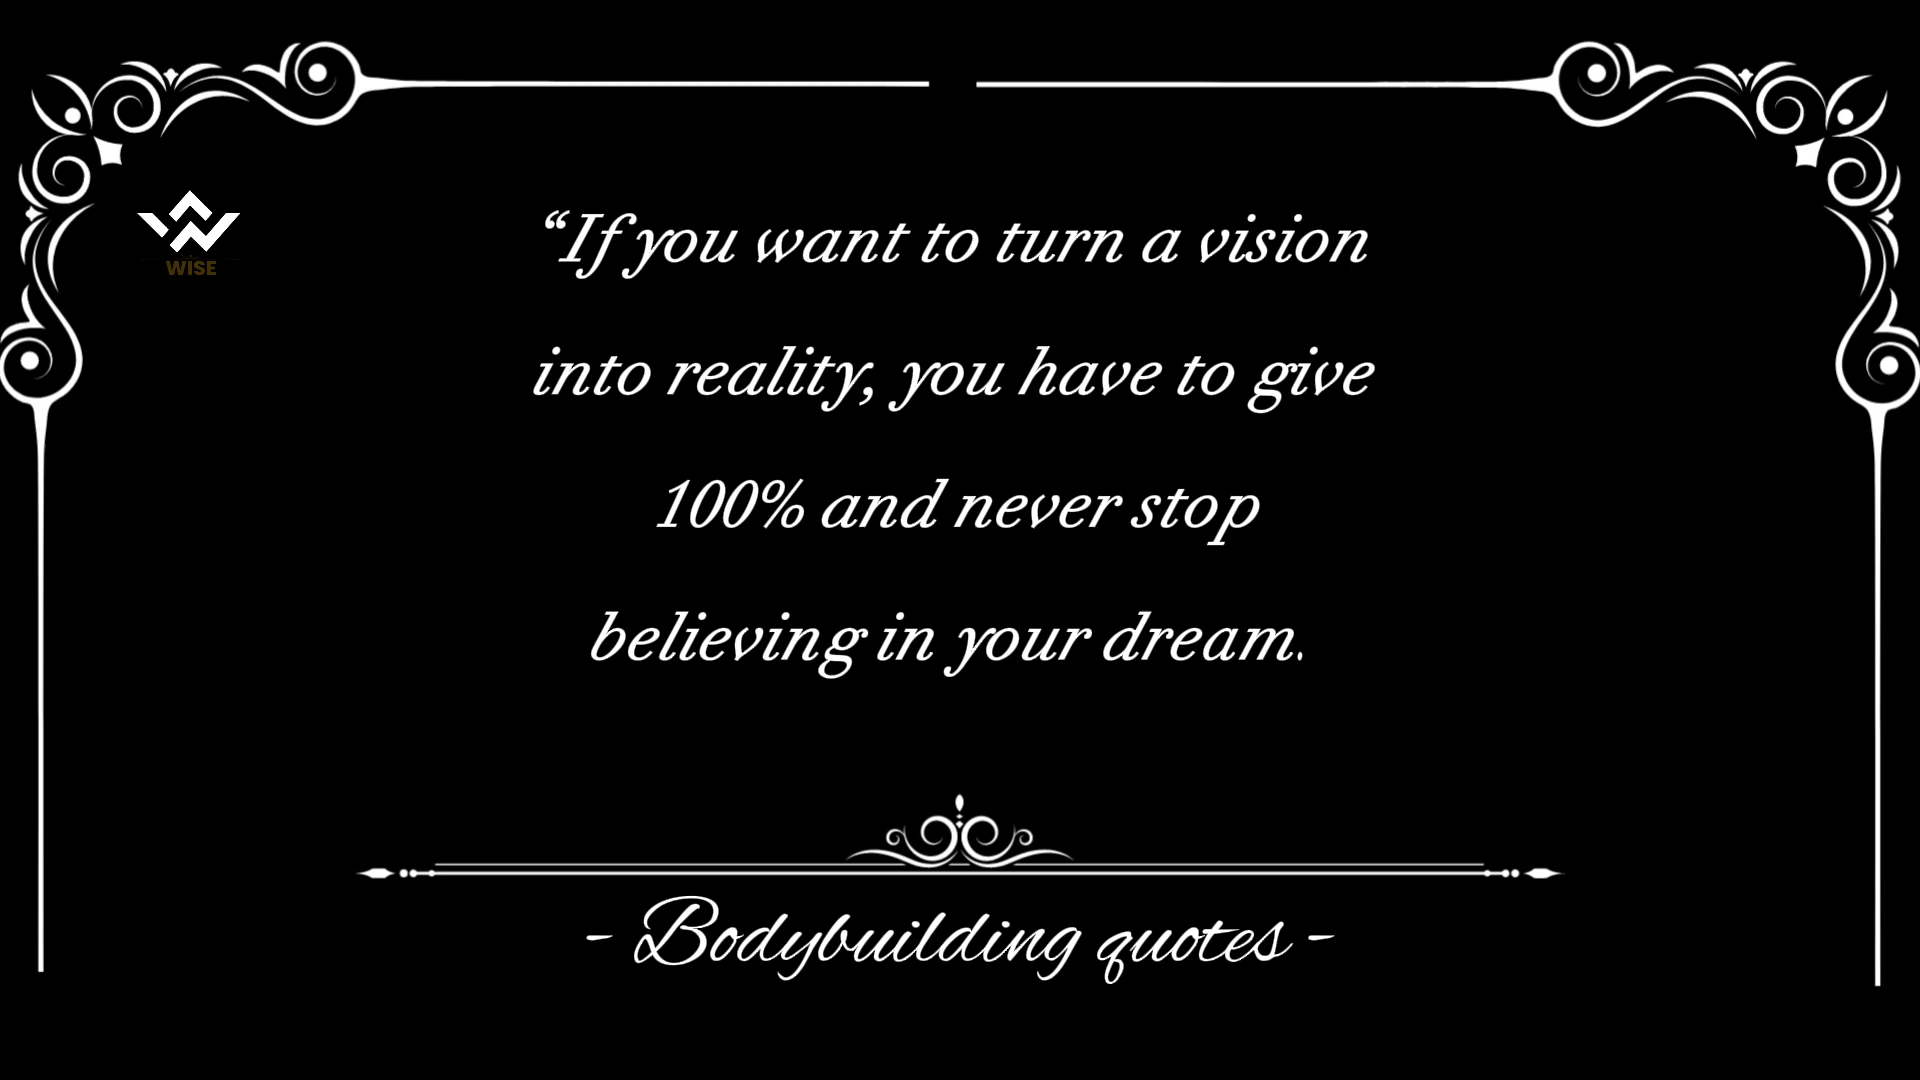 WISE
“If you want to turn a vision
into reality, you have to give
100% and never stop
believing in your dream.
- Bodybuilding quotes -